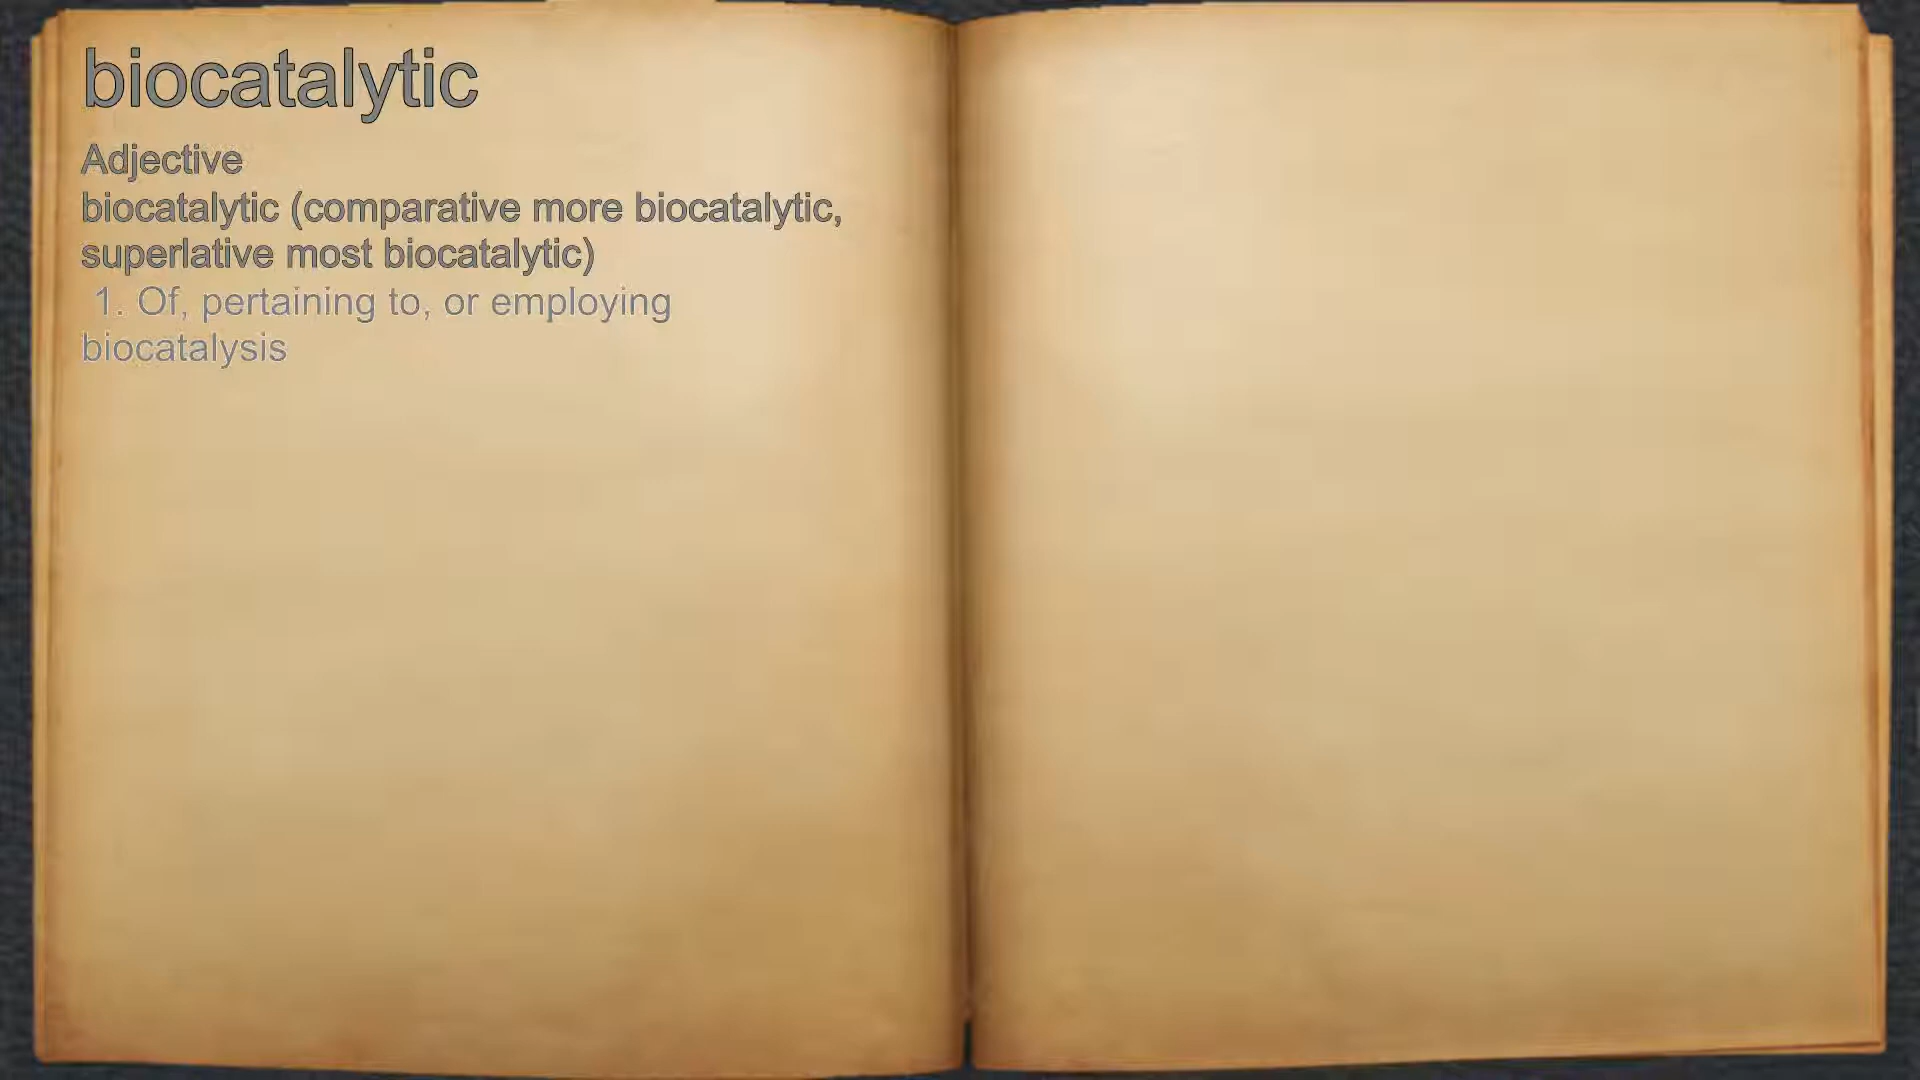 biocatalytic
Adjective
biocatalytic (comparative more biocatalytic,
superlative most biocatalytic)
1. Of, pertaining to, or employing
biocatalysis